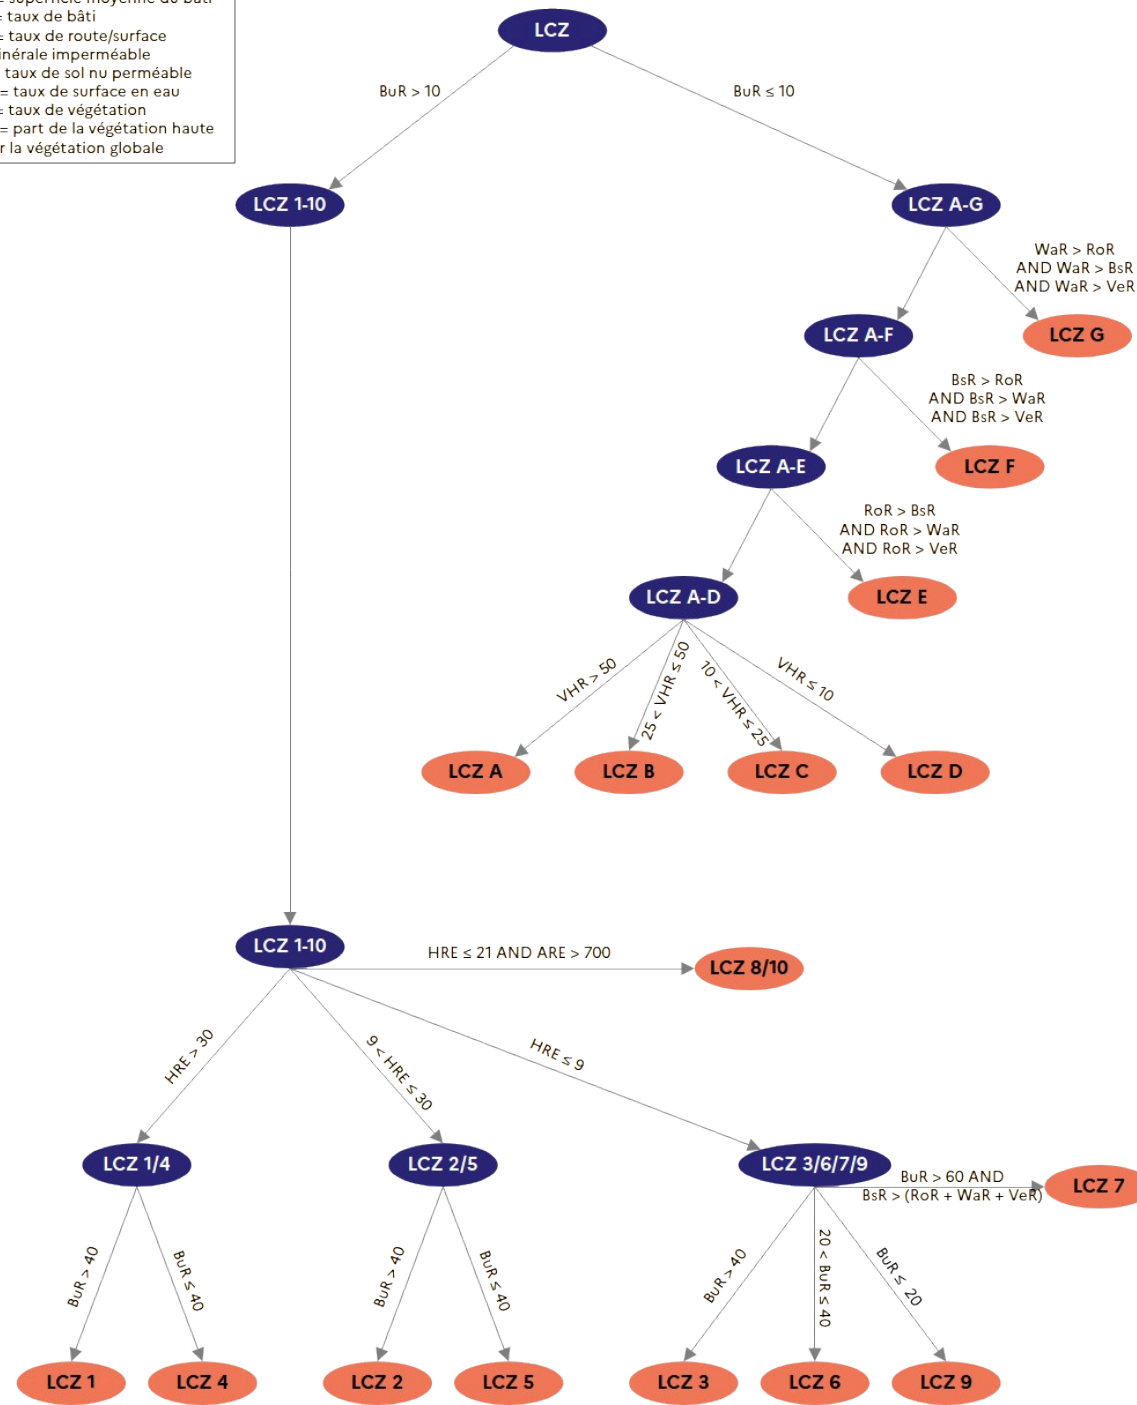 = superficie moyenne du bâti
= taux de bâti
= taux de route/surface
inérale imperméable
taux de sol nu perméable
= taux de surface en eau
= taux de végétation
= part de la végétation haute
r la végétation globale
LCZ
BuR > 10
BuR ≤ 10
LCZ 1-10
LCZ A-G
WaR > RoR
AND WaR > BsR
AND WaR > VeR
LCZ A-F
LCZ G
BsR > RoR
AND BsR > WaR
AND BsR > VeR
LCZ A-E
LCZ F
RoR > BsR
AND RoR > WaR
AND RoR > VeR
LCZ A-D
LCZ E
VHR > 50
25 < VHR ≤ 50
10 < VHR ≤ 25
VHR ≤ 10
LCZ A
LCZ B
LCZ C
LCZ D
LCZ 1-10
HRE ≤ 21 AND ARE > 700
LCZ 8/10
HRE > 30
9 < HRE ≤ 30
HRE ≤ 9
LCZ 1/4
LCZ 2/5
LCZ 3/6/7/9
BuR > 60 AND
BsR > (RoR + WaR + VeR)
LCZ 7
BuR > 40
BuR ≤ 40
BuR > 40
BuR ≤ 40
BuR > 40
20 < BuR ≤ 40
BuR ≤ 20
LCZ 1
LCZ 4
LCZ 2
LCZ 5
LCZ 3
LCZ 6
LCZ 9